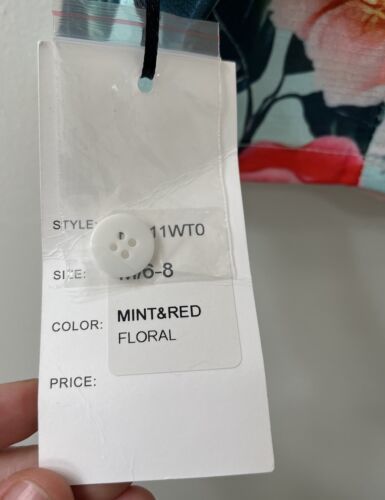 STYLE: 11WT0
SIZE: M/6-8
COLOR: MINT&RED
FLORAL
PRICE: